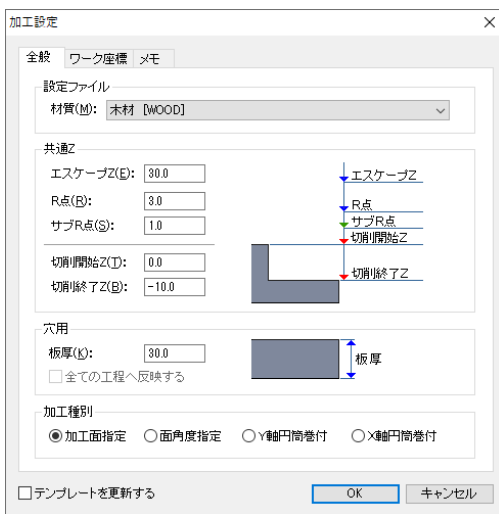 加工設定
全般 ワーク座標 メモ
設定ファイル
材質(M): 木材 [WOOD]
共通Z
エスケープZ(E): 30.0
R点(R): 3.0
サブR点(S): 1.0
切削開始Z(T): 0.0
切削終了Z(B): -10.0
エスケープZ
R点
サブR点
切削開始Z
切削終了Z
穴用
板厚(K): 30.0
全ての工程へ反映する
板厚
加工種別
加工面指定 面角度指定 Y軸円筒巻付 X軸円筒巻付
テンプレートを更新する OK キャンセル